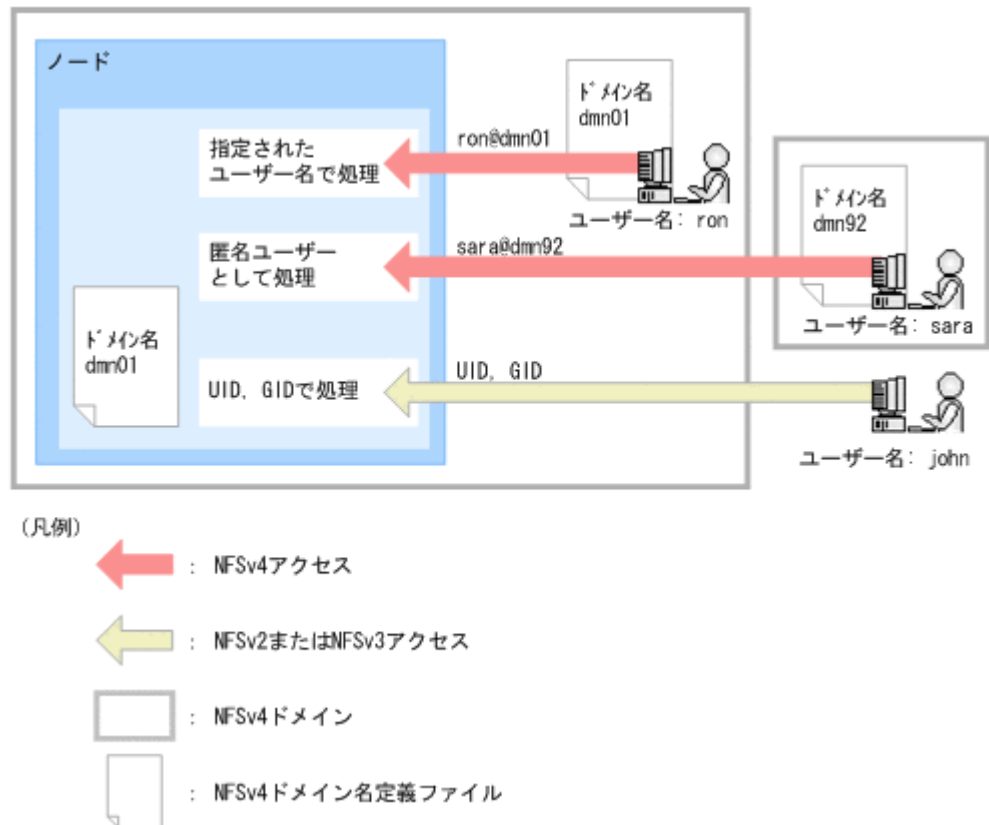 ノード
ドメイン名
dmn01
ron@dmn01
指定された
ユーザー名で処理
ユーザー名: ron
ドメイン名
dmn92
sara@dmn92
匿名ユーザー
として処理
ユーザー名: sara
ドメイン名
dmn01
UID, GID
UID, GIDで処理
ユーザー名: john
(凡例)
: NFSv4アクセス
: NFSv2またはNFSv3アクセス
: NFSv4ドメイン
: NFSv4ドメイン名定義ファイル